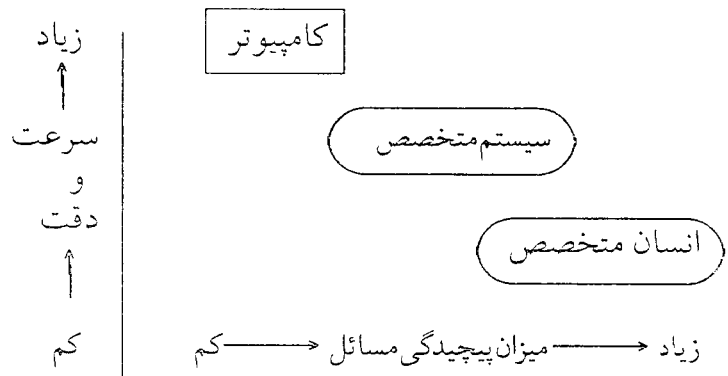 زیاد
کامپیوتر
سرعت
و
دقت
سیستم متخصص
انسان متخصص
کم
کم میزان پیچیدگی مسائل زیاد